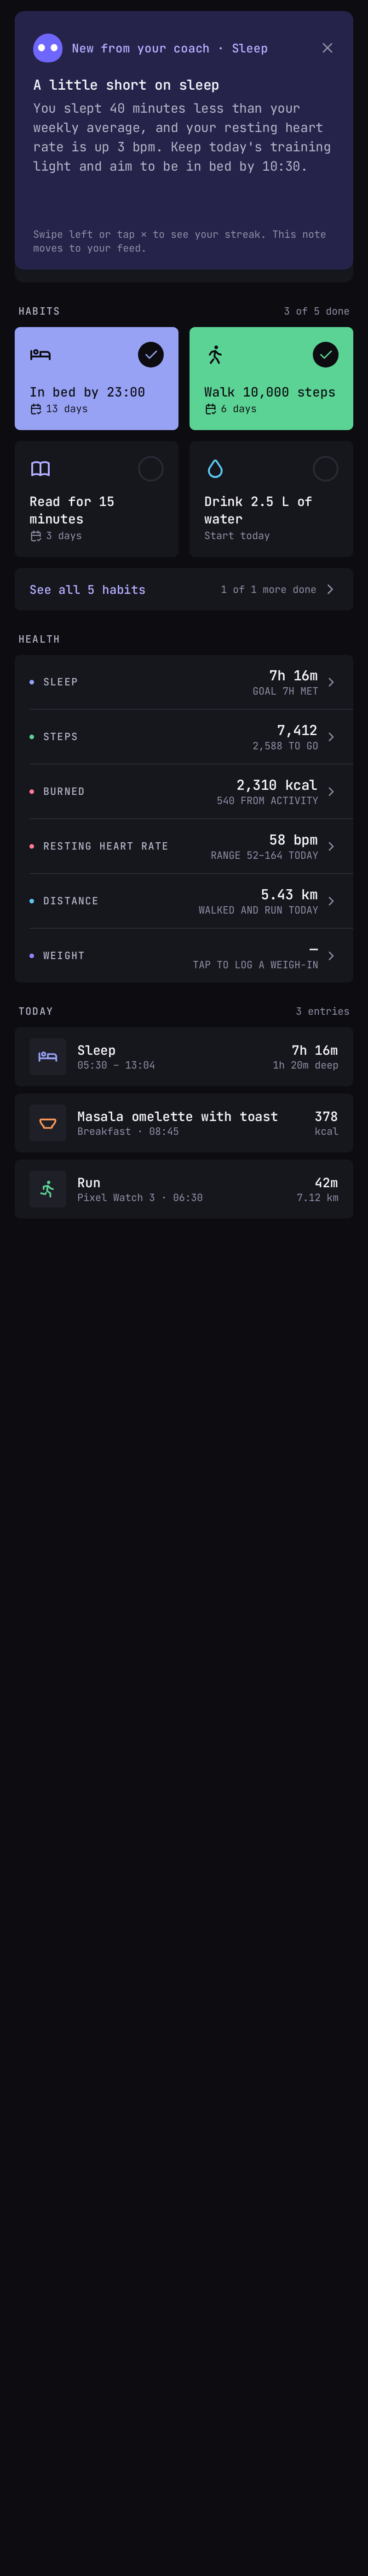 New from your coach · Sleep
A little short on sleep
You slept 40 minutes less than your
weekly average, and your resting heart
rate is up 3 bpm. Keep today's training
light and aim to be in bed by 10:30.
Swipe left or tap × to see your streak. This note
moves to your feed.
HABITS 3 of 5 done
In bed by 23:00
13 days
Walk 10,000 steps
6 days
Read for 15
minutes
3 days
Drink 2.5 L of
water
Start today
See all 5 habits 1 of 1 more done
HEALTH
SLEEP 7h 16m
GOAL 7H MET
STEPS 7,412
2,588 TO GO
BURNED 2,310 kcal
540 FROM ACTIVITY
RESTING HEART RATE 58 bpm
RANGE 52–164 TODAY
DISTANCE 5.43 km
WALKED AND RUN TODAY
WEIGHT —
TAP TO LOG A WEIGH-IN
TODAY 3 entries
Sleep 7h 16m
05:30 – 13:04 1h 20m deep
Masala omelette with toast 378
Breakfast · 08:45 kcal
Run 42m
Pixel Watch 3 · 06:30 7.12 km